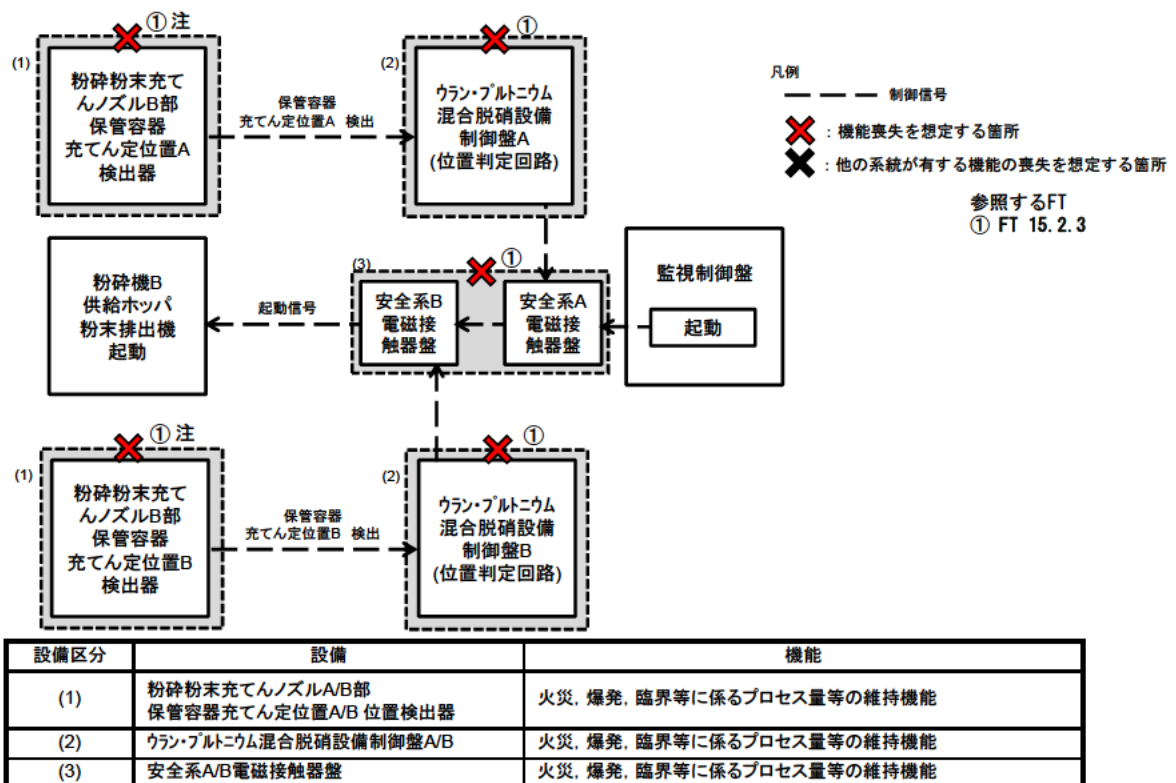 ① 注
(1)
粉砕粉末充て
んノズルB部
保管容器
充てん定位置A
検出器
保管容器
充てん定位置A 検出
①
(2)
ウラン・プルトニウム
混合脱硝設備
制御盤A
(位置判定回路)
凡例
制御信号
：機能喪失を想定する箇所
：他の系統が有する機能の喪失を想定する箇所
参照するFT
① FT 15.2.3
粉砕機B
供給ホッパ
粉末排出機
起動
起動信号
(3)
①
安全系B
電磁接
触器盤
安全系A
電磁接
触器盤
監視制御盤
起動
① 注
(1)
粉砕粉末充て
んノズルB部
保管容器
充てん定位置B
検出器
保管容器
充てん定位置B 検出
①
(2)
ウラン・プルトニウム
混合脱硝設備
制御盤B
(位置判定回路)
設備区分 設備 機能
(1) 粉砕粉末充てんノズルA/B部
保管容器充てん定位置A/B 位置検出器 火災，爆発，臨界等に係るプロセス量等の維持機能
(2) ウラン・プルトニウム混合脱硝設備制御盤A/B 火災，爆発，臨界等に係るプロセス量等の維持機能
(3) 安全系A/B電磁接触器盤 火災，爆発，臨界等に係るプロセス量等の維持機能